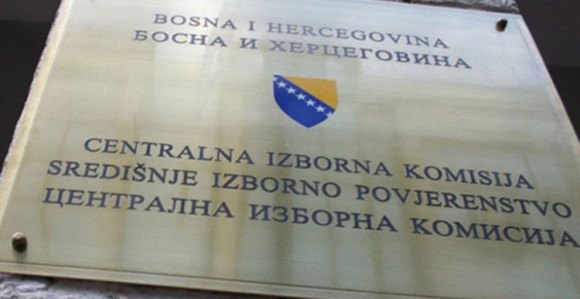 BOSNA I HERCEGOVINA
БОСНА И ХЕРЦЕГОВИНА
CENTRALNA IZBORNA KOMISIJA
SREDIŠNJE IZBORNO POVJERENSTVO
ЦЕНТРАЛНА ИЗБОРНА КОМИСИЈА